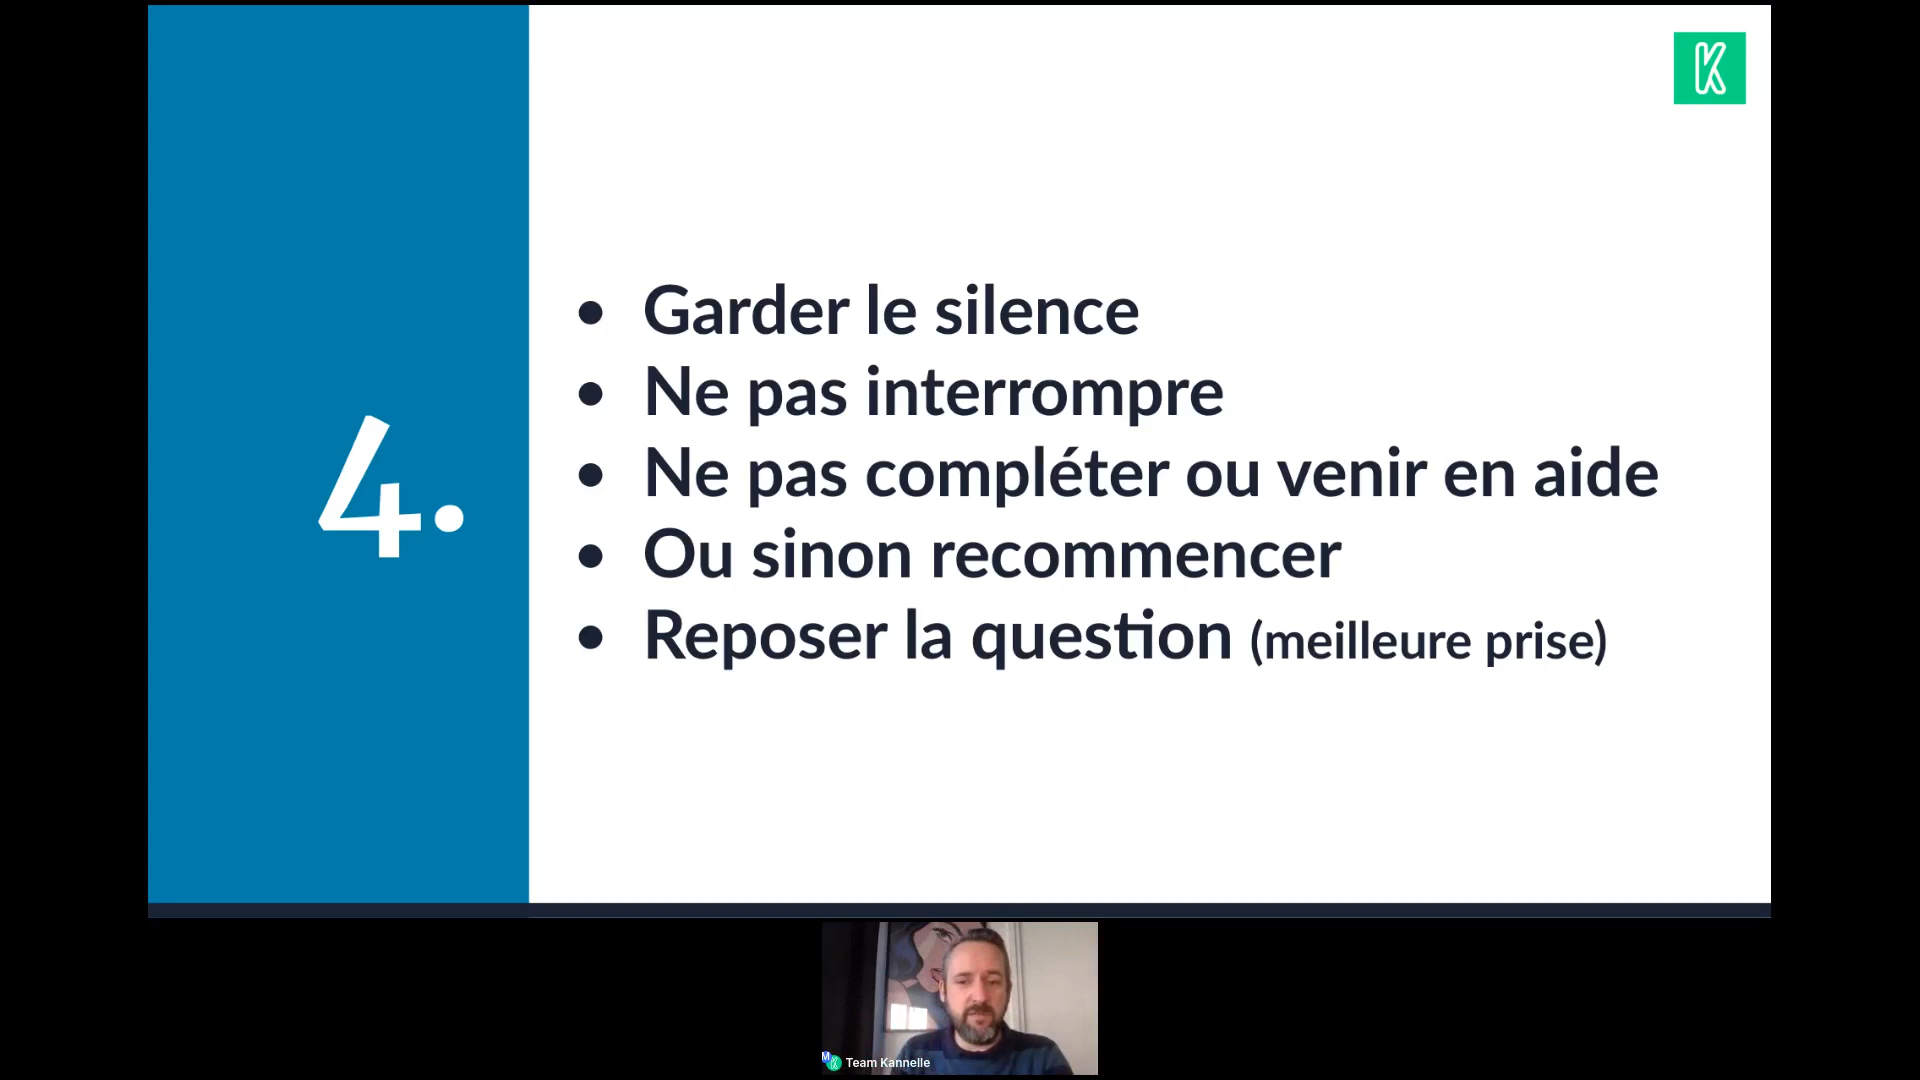 K
4.
• Garder le silence
• Ne pas interrompre
• Ne pas compléter ou venir en aide
• Ou sinon recommencer
• Reposer la question (meilleure prise)
M K Team Kannelle